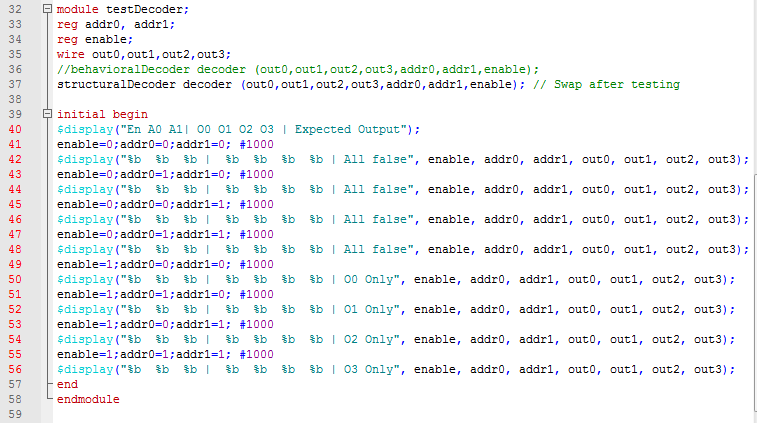 32 module testDecoder;
33 reg addr0, addr1;
34 reg enable;
35 wire out0,out1,out2,out3;
36 //behavioralDecoder decoder (out0,out1,out2,out3,addr0,addr1,enable);
37 structuralDecoder decoder (out0,out1,out2,out3,addr0,addr1,enable); // Swap after testing
38
39 initial begin
40 $display("En A0 A1| O0 O1 O2 O3 | Expected Output");
41 enable=0;addr0=0;addr1=0; #1000
42 $display("%b  %b  %b |  %b  %b  %b  %b | All false", enable, addr0, addr1, out0, out1, out2, out3);
43 enable=0;addr0=0;addr1=0; #1000
44 $display("%b  %b  %b |  %b  %b  %b  %b | All false", enable, addr0, addr1, out0, out1, out2, out3);
45 enable=0;addr0=0;addr1=1; #1000
46 $display("%b  %b  %b |  %b  %b  %b  %b | All false", enable, addr0, addr1, out0, out1, out2, out3);
47 enable=0;addr0=1;addr1=1; #1000
48 $display("%b  %b  %b |  %b  %b  %b  %b | All false", enable, addr0, addr1, out0, out1, out2, out3);
49 enable=1;addr0=0;addr1=0; #1000
50 $display("%b  %b  %b |  %b  %b  %b  %b | O0 Only", enable, addr0, addr1, out0, out1, out2, out3);
51 enable=1;addr0=1;addr1=0; #1000
52 $display("%b  %b  %b |  %b  %b  %b  %b | O1 Only", enable, addr0, addr1, out0, out1, out2, out3);
53 enable=1;addr0=0;addr1=1; #1000
54 $display("%b  %b  %b |  %b  %b  %b  %b | O2 Only", enable, addr0, addr1, out0, out1, out2, out3);
55 enable=1;addr0=1;addr1=1; #1000
56 $display("%b  %b  %b |  %b  %b  %b  %b | O3 Only", enable, addr0, addr1, out0, out1, out2, out3);
57 end
58 endmodule
59